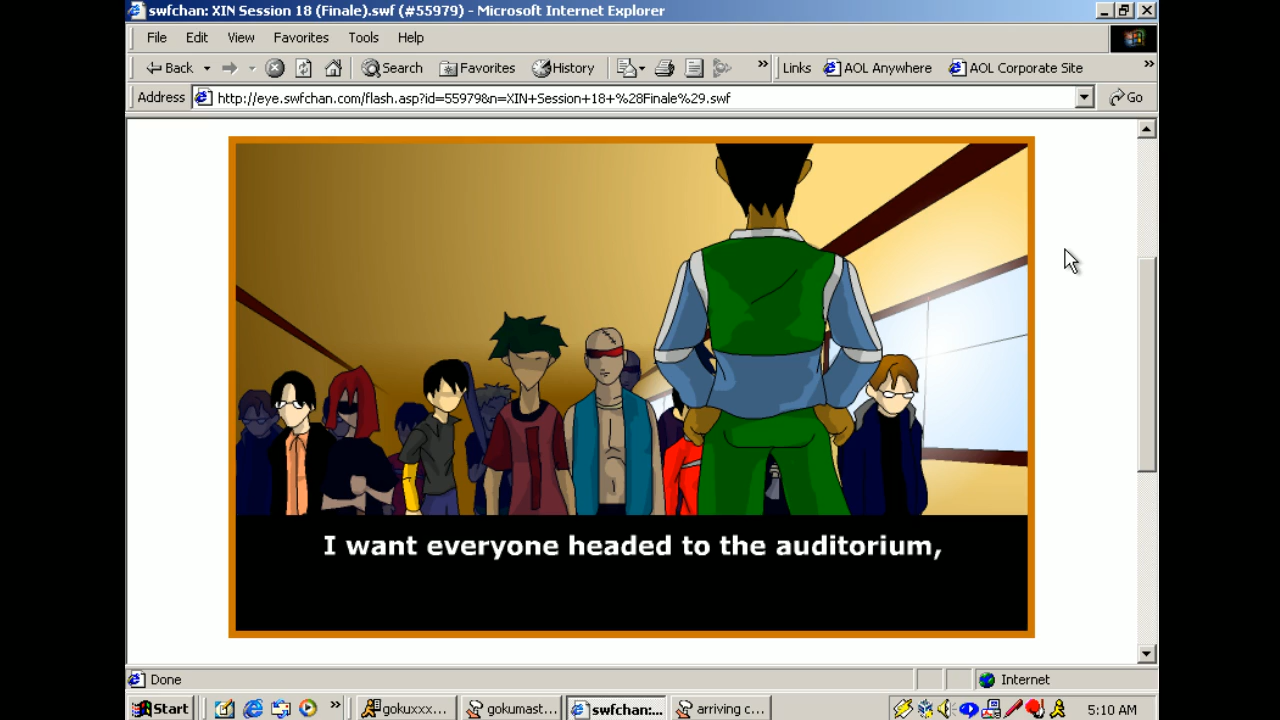 swfchan: XIN Session 18 (Finale).swf (#55979) - Microsoft Internet Explorer
File Edit View Favorites Tools Help
Back Search Favorites History » Links AOL Anywhere AOL Corporate Site »
Address http://eye.swfchan.com/flash.asp?id=55979&n=XIN+Session+18+%28Finale%29.swf Go
I want everyone headed to the auditorium,
Done Internet
Start » gokuxxx... gokumast... swfchan:... arriving c... 5:10 AM